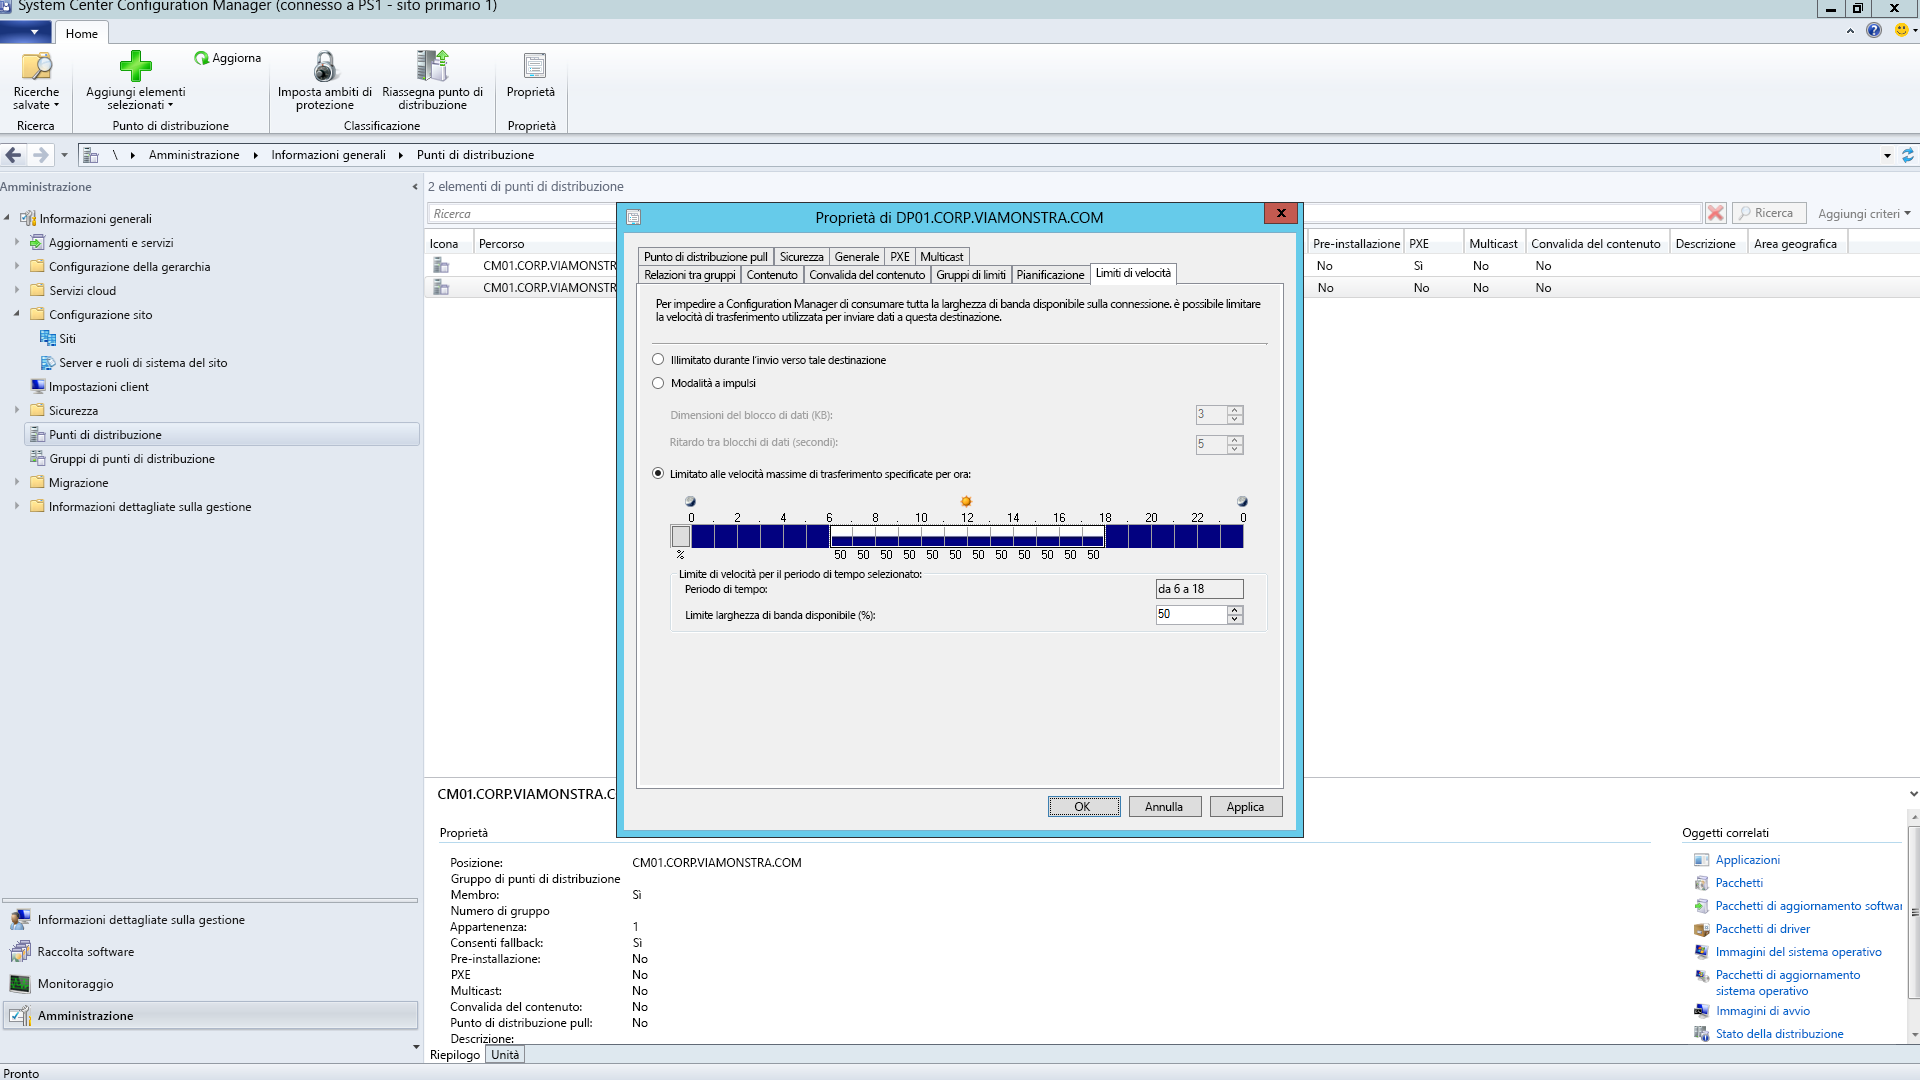 System Center Configuration Manager (connesso a PS1 - sito primario 1)
Home
Ricerche salvate
Aggiungi elementi selezionati
Aggiorna
Imposta ambiti di protezione
Riassegna punto di distribuzione
Proprietà
Ricerca
Punto di distribuzione
Classificazione
Proprietà
\ Amministrazione Informazioni generali Punti di distribuzione
Amministrazione
Informazioni generali
Aggiornamenti e servizi
Configurazione della gerarchia
Servizi cloud
Configurazione sito
Siti
Server e ruoli di sistema del sito
Impostazioni client
Sicurezza
Punti di distribuzione
Gruppi di punti di distribuzione
Migrazione
Informazioni dettagliate sulla gestione
Informazioni dettagliate sulla gestione
Raccolta software
Monitoraggio
Amministrazione
Pronto
2 elementi di punti di distribuzione
Ricerca
Ricerca
Aggiungi criteri
Icona Percorso Pre-installazione PXE Multicast Convalida del contenuto Descrizione Area geografica
CM01.CORP.VIAMONSTR No Sì No No
CM01.CORP.VIAMONSTR No No No No
Proprietà di DP01.CORP.VIAMONSTRA.COM
Punto di distribuzione pull Sicurezza Generale PXE Multicast
Relazioni tra gruppi Contenuto Convalida del contenuto Gruppi di limiti Pianificazione Limiti di velocità
Per impedire a Configuration Manager di consumare tutta la larghezza di banda disponibile sulla connessione. è possibile limitare
la velocità di trasferimento utilizzata per inviare dati a questa destinazione.
Illimitato durante l'invio verso tale destinazione
Modalità a impulsi
Dimensioni del blocco di dati (KB): 3
Ritardo tra blocchi di dati (secondi): 5
Limitato alle velocità massime di trasferimento specificate per ora:
0 . 2 . 4 . 6 . 8 . 10 . 12 . 14 . 16 . 18 . 20 . 22 . 0
% 50 50 50 50 50 50 50 50 50 50 50 50
Limite di velocità per il periodo di tempo selezionato:
Periodo di tempo: da 6 a 18
Limite larghezza di banda disponibile (%): 50
OK Annulla Applica
CM01.CORP.VIAMONSTRA.C
Proprietà
Posizione: CM01.CORP.VIAMONSTRA.COM
Gruppo di punti di distribuzione
Membro: Sì
Numero di gruppo
Appartenenza: 1
Consenti fallback: Sì
Pre-installazione: No
PXE No
Multicast: No
Convalida del contenuto: No
Punto di distribuzione pull: No
Descrizione:
Riepilogo Unità
Oggetti correlati
Applicazioni
Pacchetti
Pacchetti di aggiornamento softwar
Pacchetti di driver
Immagini del sistema operativo
Pacchetti di aggiornamento
sistema operativo
Immagini di avvio
Stato della distribuzione